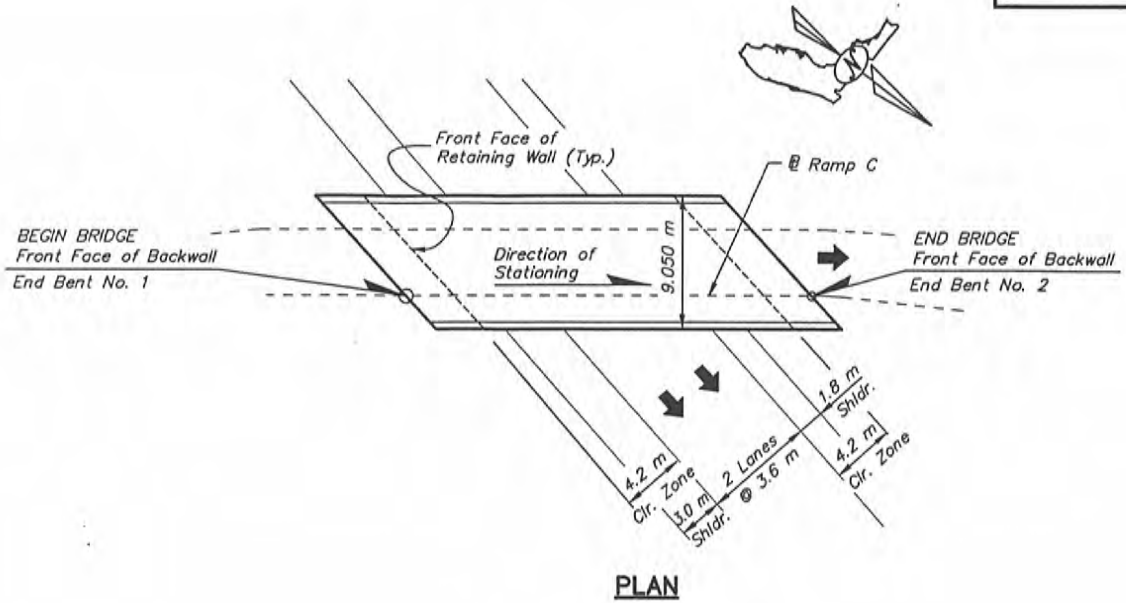 N
Front Face of
Retaining Wall (Typ.)
℄ Ramp C
BEGIN BRIDGE
Front Face of Backwall
End Bent No. 1
Direction of
Stationing
9.050 m
END BRIDGE
Front Face of Backwall
End Bent No. 2
1.8 m
Shldr.
4.2 m
Clr. Zone
2 Lanes
@ 3.6 m
4.2 m
Clr. Zone
3.0 m
Shldr.
PLAN